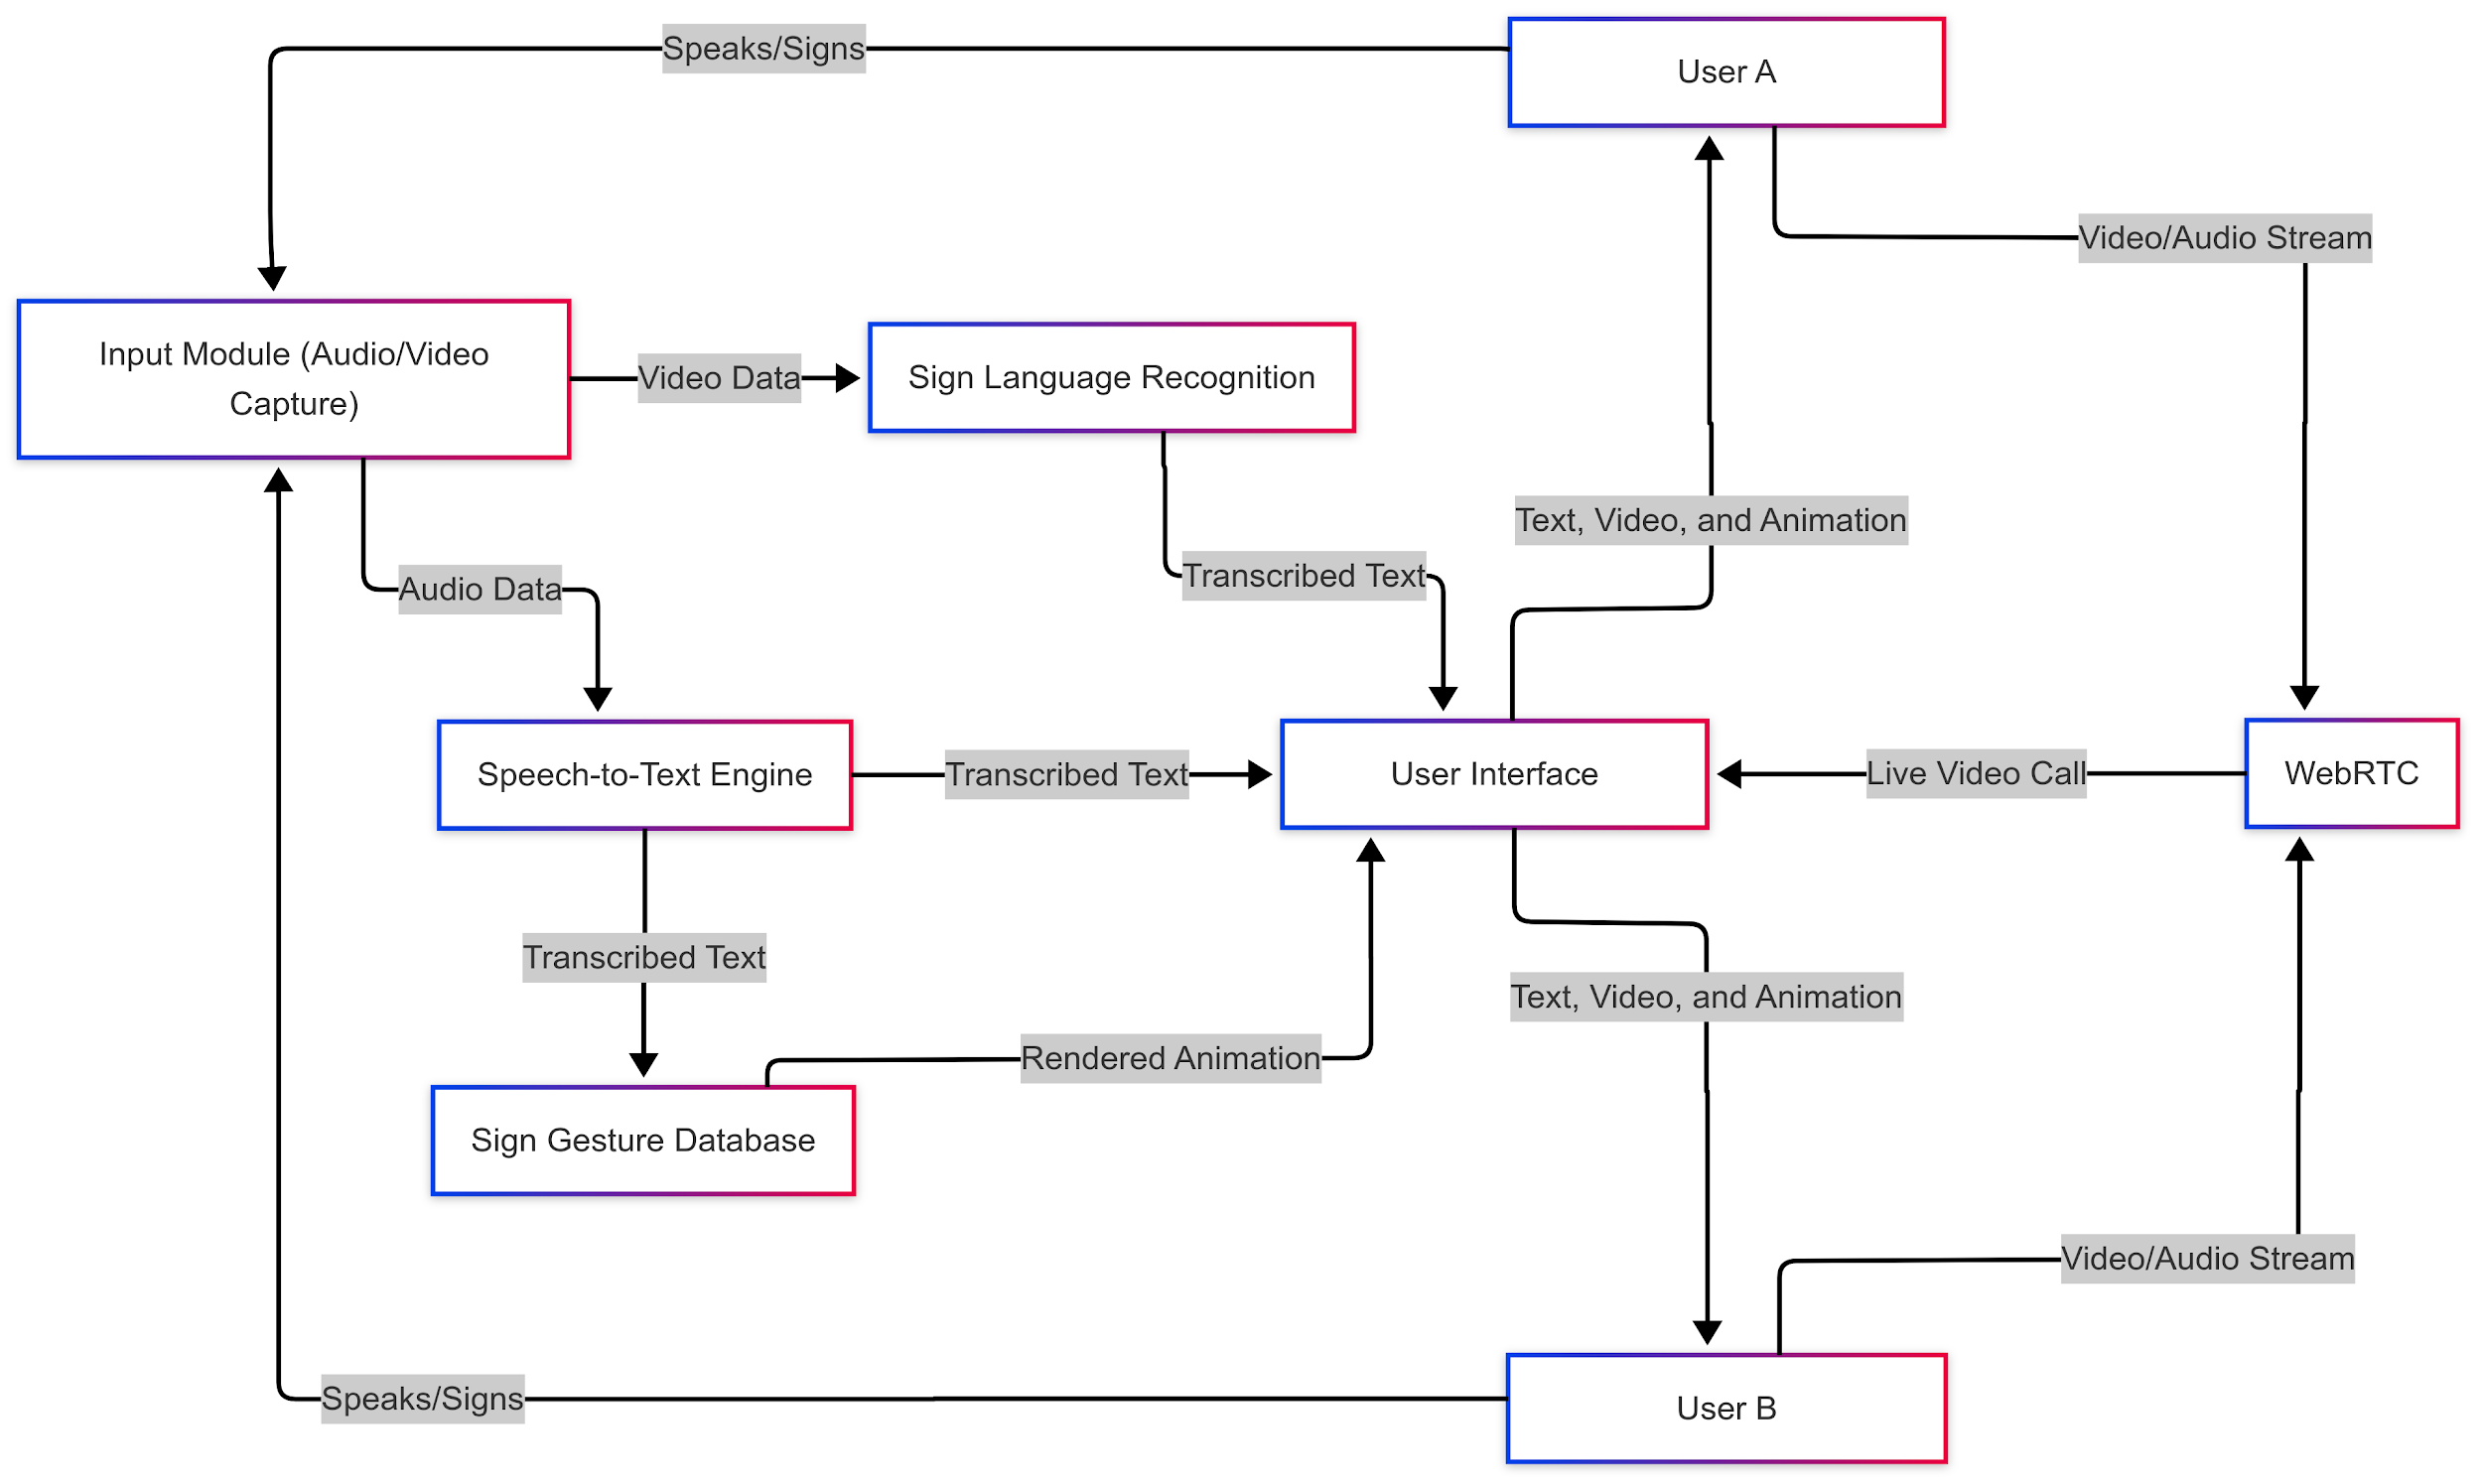 Speaks/Signs
User A
Video/Audio Stream
Input Module (Audio/Video
Capture)
Video Data
Sign Language Recognition
Text, Video, and Animation
Transcribed Text
Audio Data
Speech-to-Text Engine
Transcribed Text
User Interface
Live Video Call
WebRTC
Transcribed Text
Text, Video, and Animation
Rendered Animation
Sign Gesture Database
Video/Audio Stream
Speaks/Signs
User B